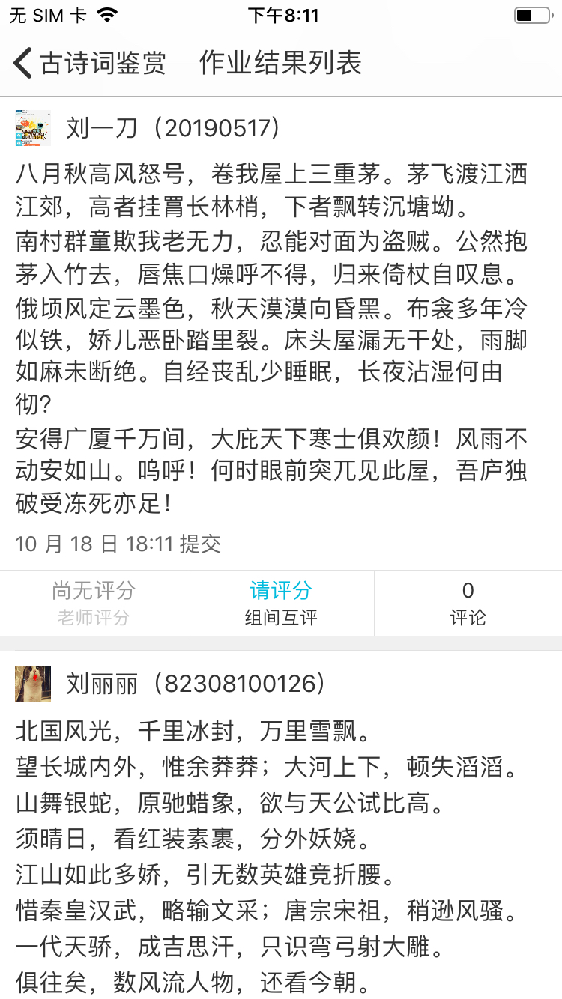 无 SIM 卡 下午8:11
古诗词鉴赏 作业结果列表
刘一刀（20190517）
八月秋高风怒号，卷我屋上三重茅。茅飞渡江洒
江郊，高者挂罥长林梢，下者飘转沉塘坳。
南村群童欺我老无力，忍能对面为盗贼。公然抱
茅入竹去，唇焦口燥呼不得，归来倚杖自叹息。
俄顷风定云墨色，秋天漠漠向昏黑。布衾多年冷
似铁，娇儿恶卧踏里裂。床头屋漏无干处，雨脚
如麻未断绝。自经丧乱少睡眠，长夜沾湿何由
彻?
安得广厦千万间，大庇天下寒士俱欢颜！风雨不
动安如山。呜呼！何时眼前突兀见此屋，吾庐独
破受冻死亦足！
10 月 18 日 18:11 提交
尚无评分 请评分 0
老师评分 组间互评 评论
刘丽丽（82308100126）
北国风光，千里冰封，万里雪飘。
望长城内外，惟余莽莽；大河上下，顿失滔滔。
山舞银蛇，原驰蜡象，欲与天公试比高。
须晴日，看红装素裹，分外妖娆。
江山如此多娇，引无数英雄竞折腰。
惜秦皇汉武，略输文采；唐宗宋祖，稍逊风骚。
一代天骄，成吉思汗，只识弯弓射大雕。
俱往矣，数风流人物，还看今朝。